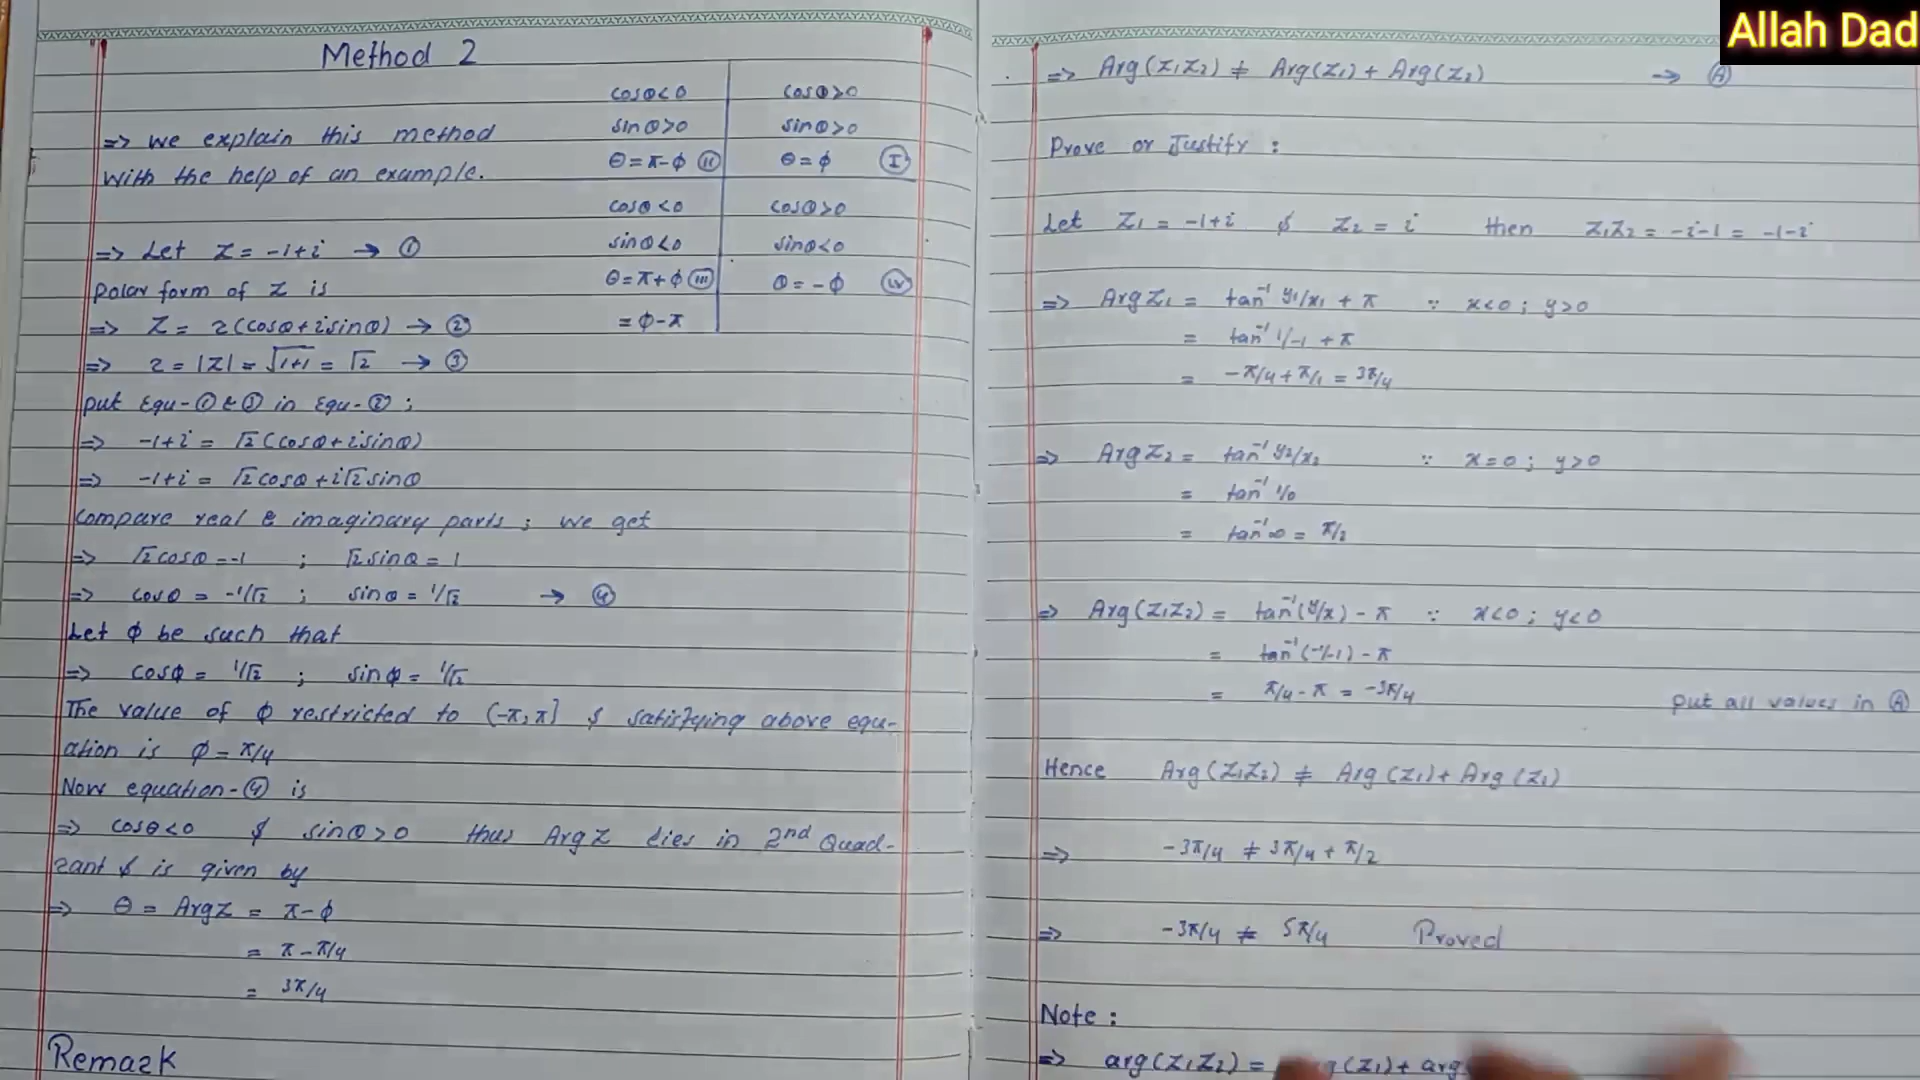 Allah Dad
Method 2
cosθ<0 cosθ>0
sinθ>0 sinθ>0
θ=π-ϕ (II) θ=ϕ (I)
cosθ<0 cosθ>0
sinθ<0 sinθ<0
θ=π+ϕ (III) θ=-ϕ (IV)
=ϕ-π
=> we explain this method
with the help of an example.
=> Let z=-1+i → ①
polar form of z is
=> z= r(cosθ+isinθ) → ②
=> r=|z|=√1+1=√2 → ③
put Equ-① & ③ in Equ-②;
=> -1+i = √2(cosθ+isinθ)
=> -1+i = √2cosθ+i√2sinθ
Compare real & imaginary parts; we get
=> √2cosθ=-1 ; √2sinθ=1
=> cosθ= -1/√2 ; sinθ=1/√2 → ④
Let ϕ be such that
=> cosϕ= 1/√2 ; sinϕ= 1/√2
The value of ϕ restricted to (-π,π] & satisfying above equ-
ation is ϕ=π/4
Now equation-④ is
=> cosθ<0 & sinθ>0 thus Argz lies in 2nd Quad-
rant & is given by
=> θ= Argz = π-ϕ
= π-π/4
= 3π/4
Remark
=> Arg(z₁z₂) ≠ Arg(z₁)+Arg(z₂) → Ⓐ
Prove or Justify :
Let z₁=-1+i & z₂=i then z₁z₂=-i-1=-1-i
=> Argz₁= tan⁻¹ y₁/x₁ + π ∵ x<0; y>0
= tan⁻¹ 1/-1 + π
= -π/4+π/1 = 3π/4
=> Argz₂= tan⁻¹ y₂/x₂ ∵ x=0; y>0
= tan⁻¹ 1/0
= tan⁻¹∞ = π/2
=> Arg(z₁z₂) = tan⁻¹(y/x) - π ∵ x<0; y<0
= tan⁻¹(-1/-1) - π
= π/4-π = -3π/4 put all values in Ⓐ
Hence Arg(z₁z₂) ≠ Arg(z₁)+Arg(z₁)
=> -3π/4 ≠ 3π/4+π/2
=> -3π/4 ≠ 5π/4 Proved
Note :
=> arg(z₁z₂) = (z₁)+arg